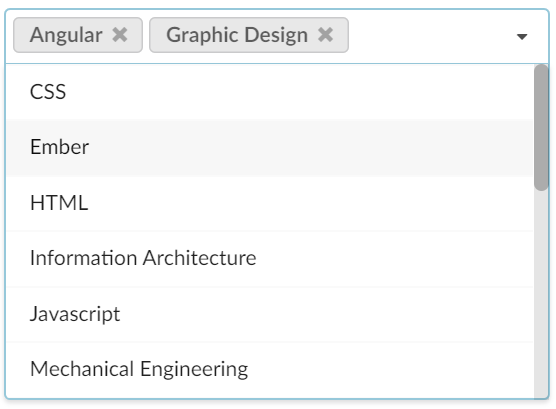 Angular Graphic Design
CSS
Ember
HTML
Information Architecture
Javascript
Mechanical Engineering